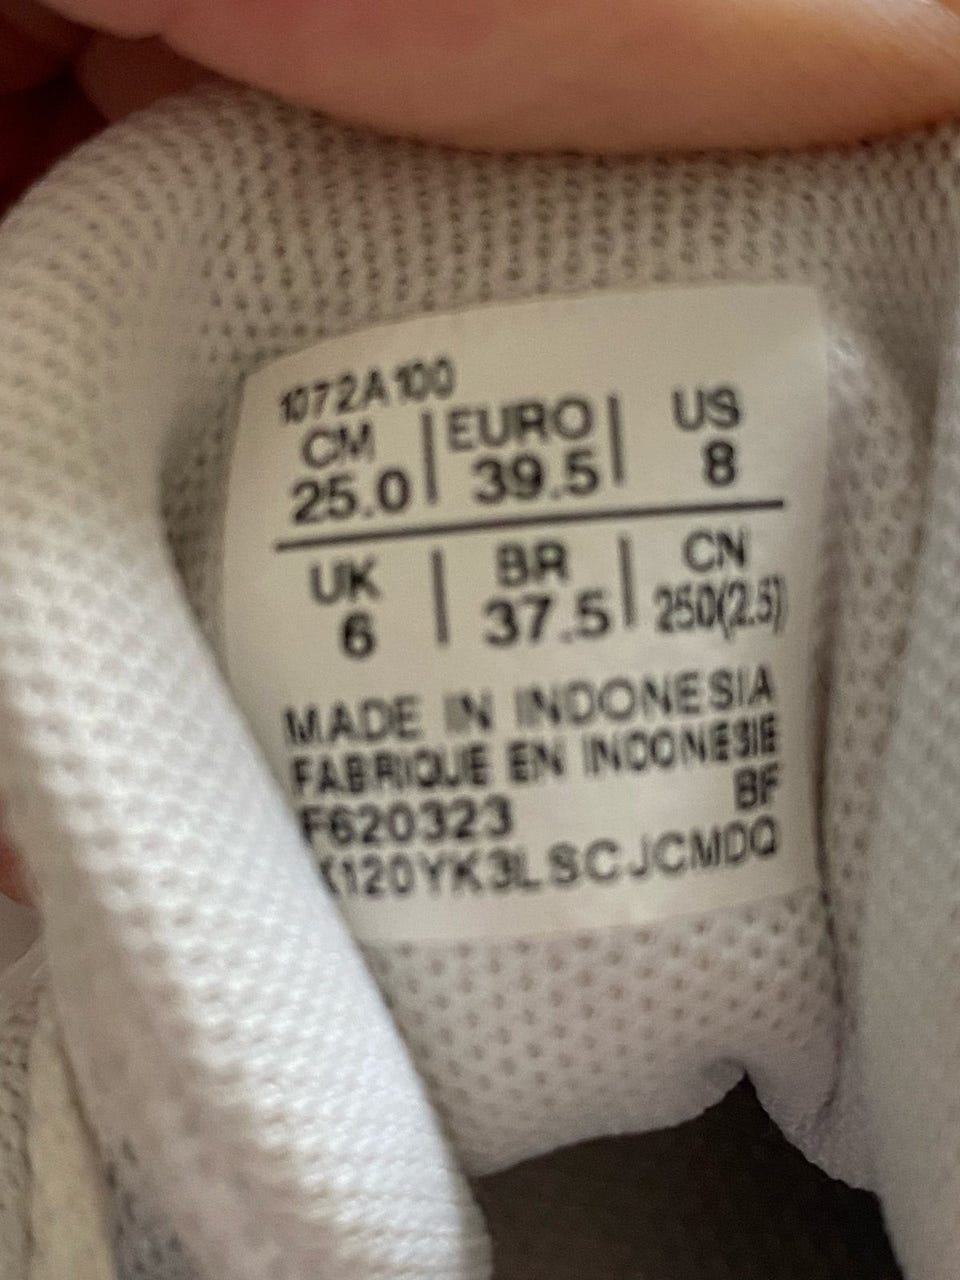 1072A100
CM | EURO | US
25.0 | 39.5 | 8
UK | BR | CN
6 | 37.5 | 250(2.5)
MADE IN INDONESIA
FABRIQUE EN INDONESIE
F620323 BF
K120YK3LSCJCMDQ